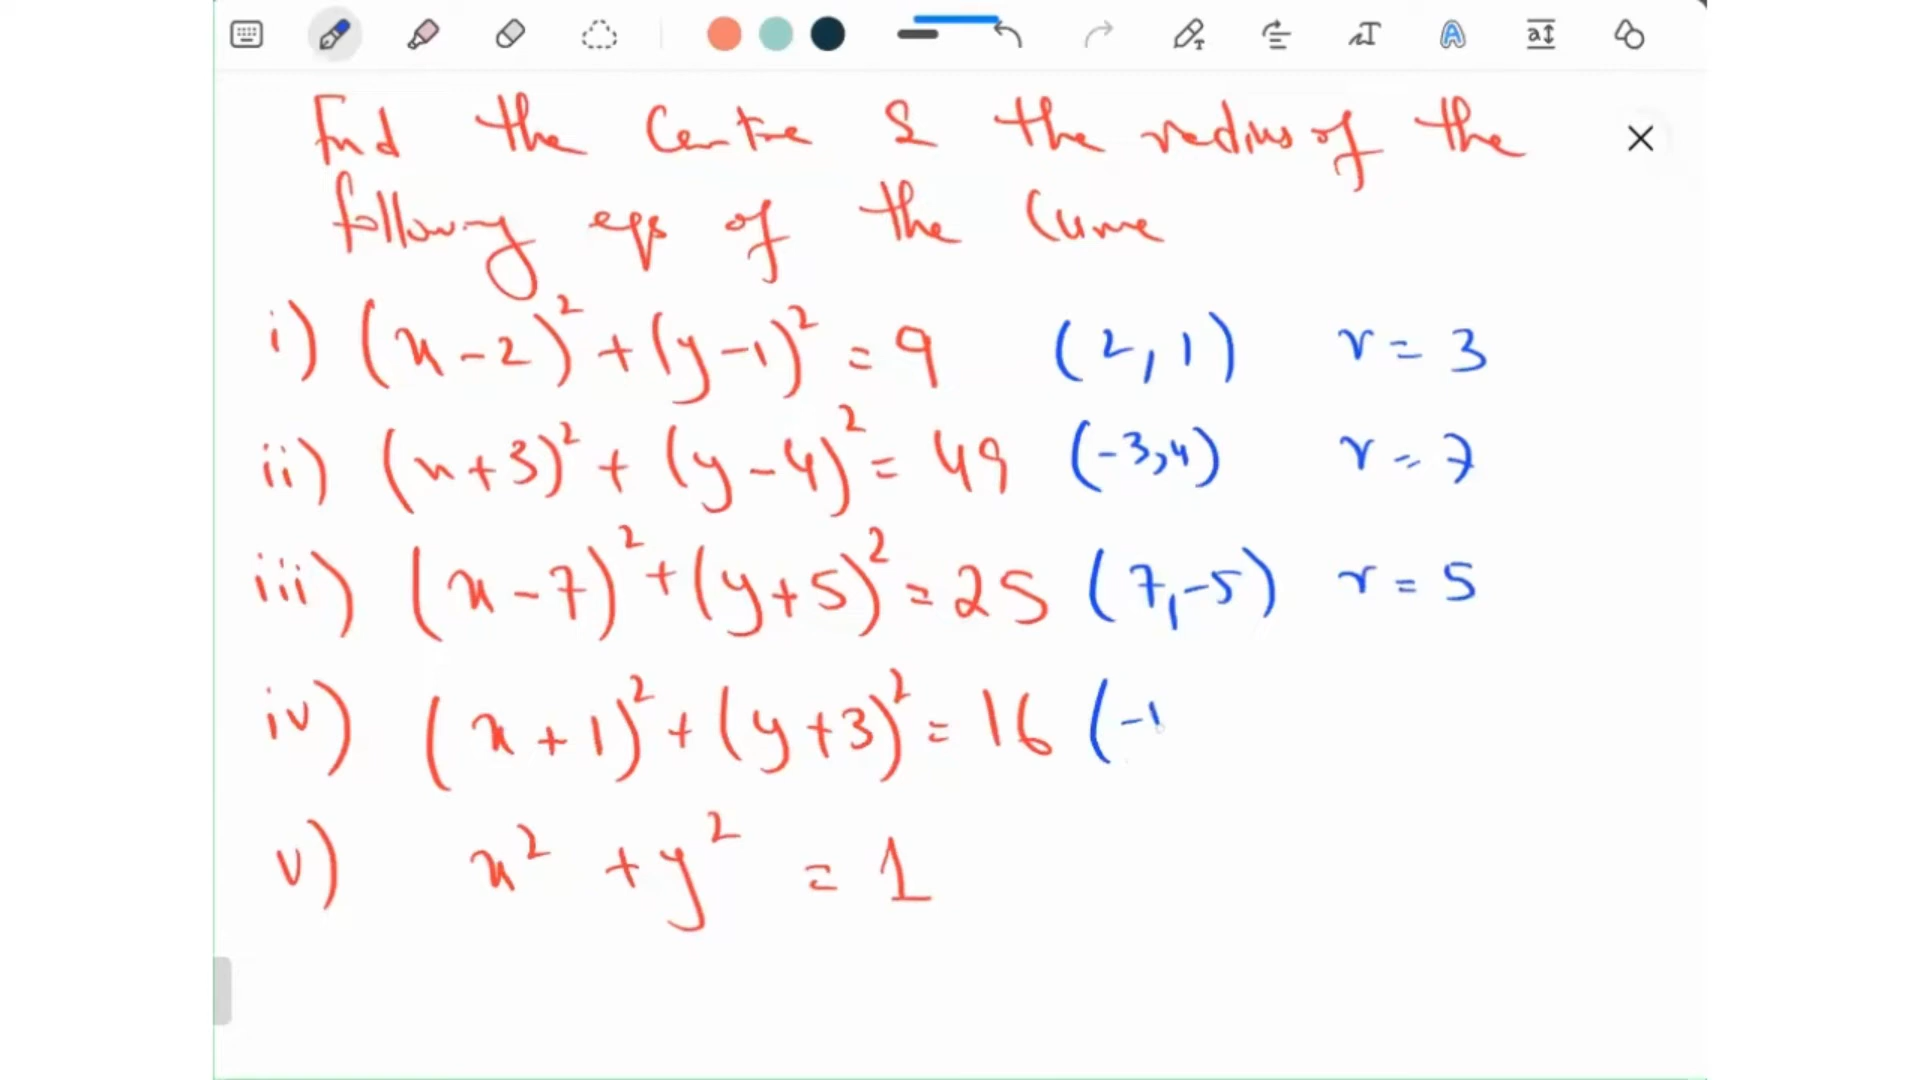 Find the Centre & the radius of the
following eqs of the Curve
i) (x-2)² + (y-1)² = 9 (2, 1) r = 3
ii) (x+3)² + (y-4)² = 49 (-3,4) r = 7
iii) (x-7)² + (y+5)² = 25 (7,-5) r = 5
iv) (x+1)² + (y+3)² = 16 (-1
v) x² + y² = 1